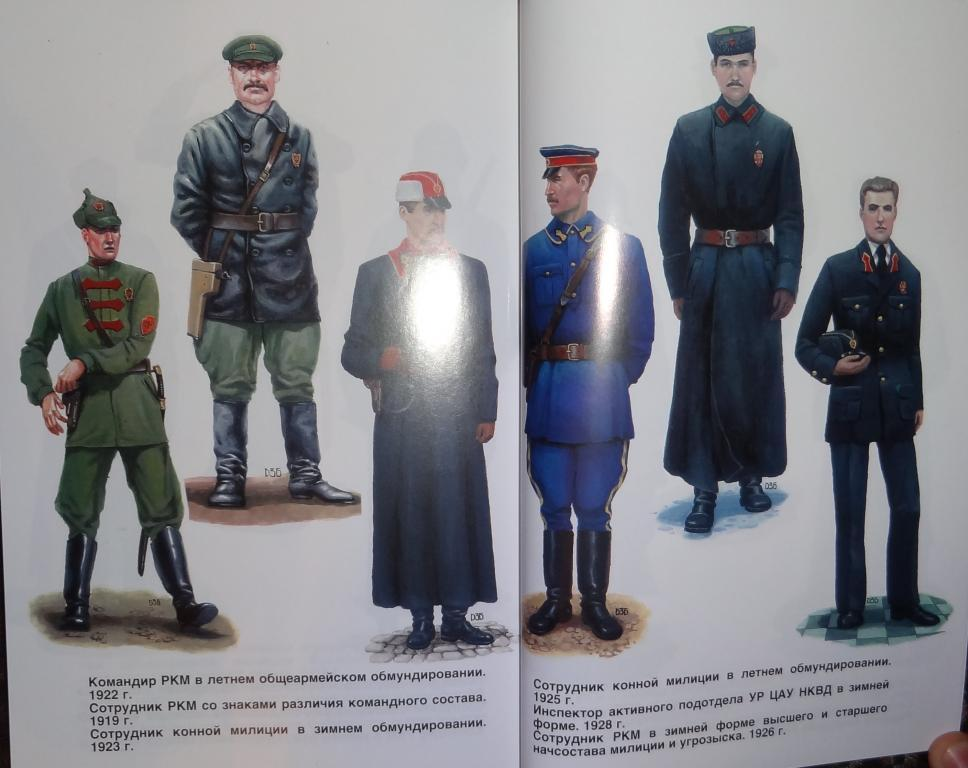 Командир РКМ в летнем общеармейском обмундировании.
1922 г.
Сотрудник РКМ со знаками различия командного состава.
1919 г.
Сотрудник конной милиции в зимнем обмундировании.
1923 г.
Сотрудник конной милиции в летнем обмундировании.
1925 г.
Инспектор активного подотдела УР ЦАУ НКВД в зимней
форме. 1928 г.
Сотрудник РКМ в зимней форме высшего и старшего
начсостава милиции и угрозыска. 1926 г.